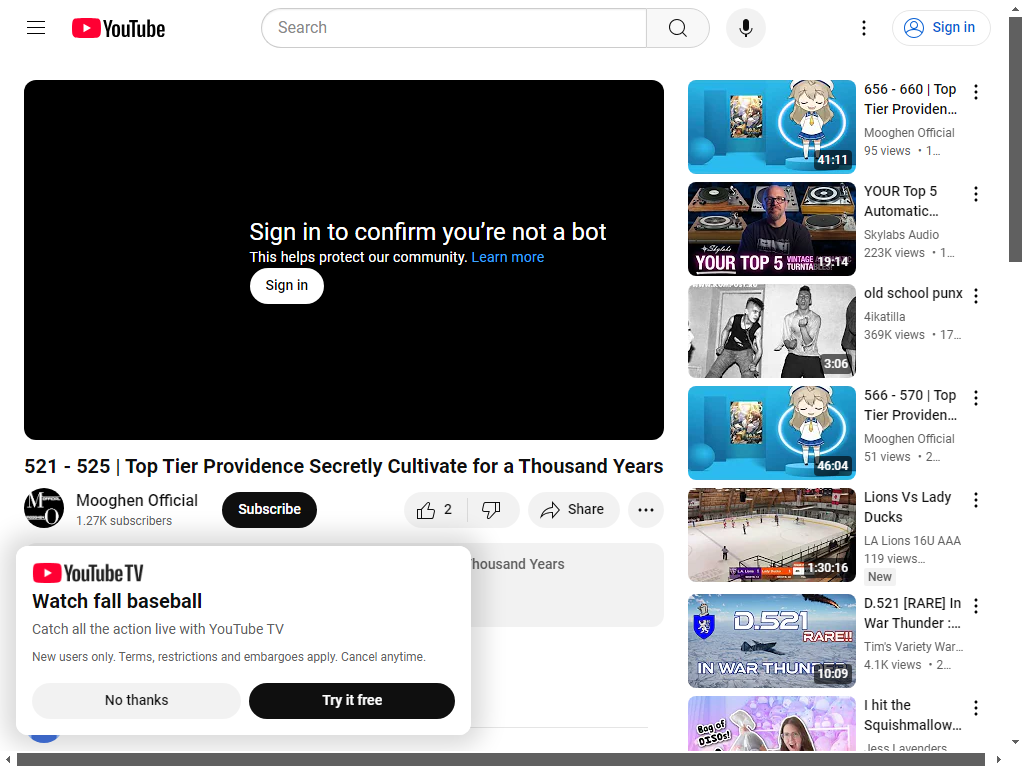 YouTube
Search
Sign in
Sign in to confirm you’re not a bot
This helps protect our community. Learn more
Sign in
521 - 525 | Top Tier Providence Secretly Cultivate for a Thousand Years
Mooghen Official
1.27K subscribers
Subscribe
2
Share
Thousand Years
YouTube TV
Watch fall baseball
Catch all the action live with YouTube TV
New users only. Terms, restrictions and embargoes apply. Cancel anytime.
No thanks
Try it free
41:11
656 - 660 | Top
Tier Providen...
Mooghen Official
95 views • 1...
Skylabs
YOUR TOP 5 VINTAGE
19:14
YOUR Top 5
Automatic...
Skylabs Audio
223K views • 1...
3:06
old school punx
4ikatilla
369K views • 17...
46:04
566 - 570 | Top
Tier Providen...
Mooghen Official
51 views • 2...
1:30:16
Lions Vs Lady
Ducks
LA Lions 16U AAA
119 views...
New
D.521
RARE!!
IN WAR THUNDER
10:09
D.521 [RARE] In
War Thunder :...
Tim's Variety War...
4.1K views • 2...
Bag of
DISOs!
I hit the
Squishmallow...
Jess Lavenders